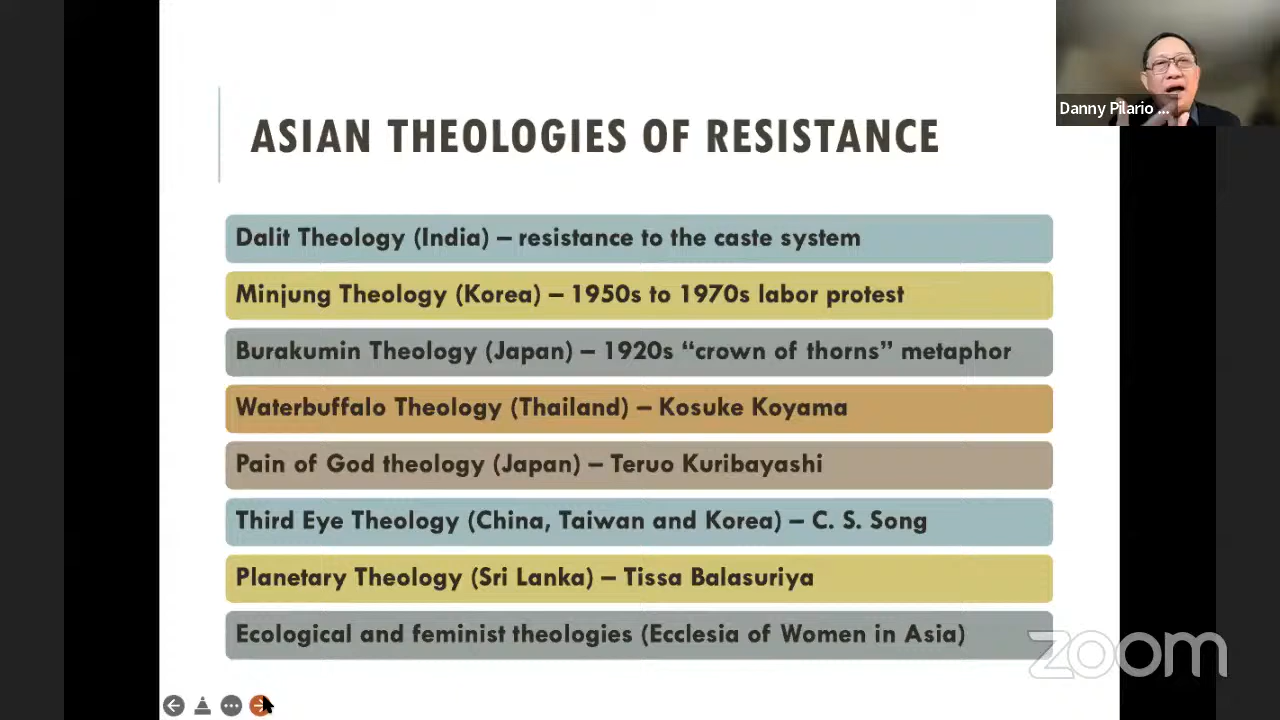 ASIAN THEOLOGIES OF RESISTANCE
Danny Pilario ...
Dalit Theology (India) – resistance to the caste system
Minjung Theology (Korea) – 1950s to 1970s labor protest
Burakumin Theology (Japan) – 1920s “crown of thorns” metaphor
Waterbuffalo Theology (Thailand) – Kosuke Koyama
Pain of God theology (Japan) – Teruo Kuribayashi
Third Eye Theology (China, Taiwan and Korea) – C. S. Song
Planetary Theology (Sri Lanka) – Tissa Balasuriya
Ecological and feminist theologies (Ecclesia of Women in Asia)
zoom